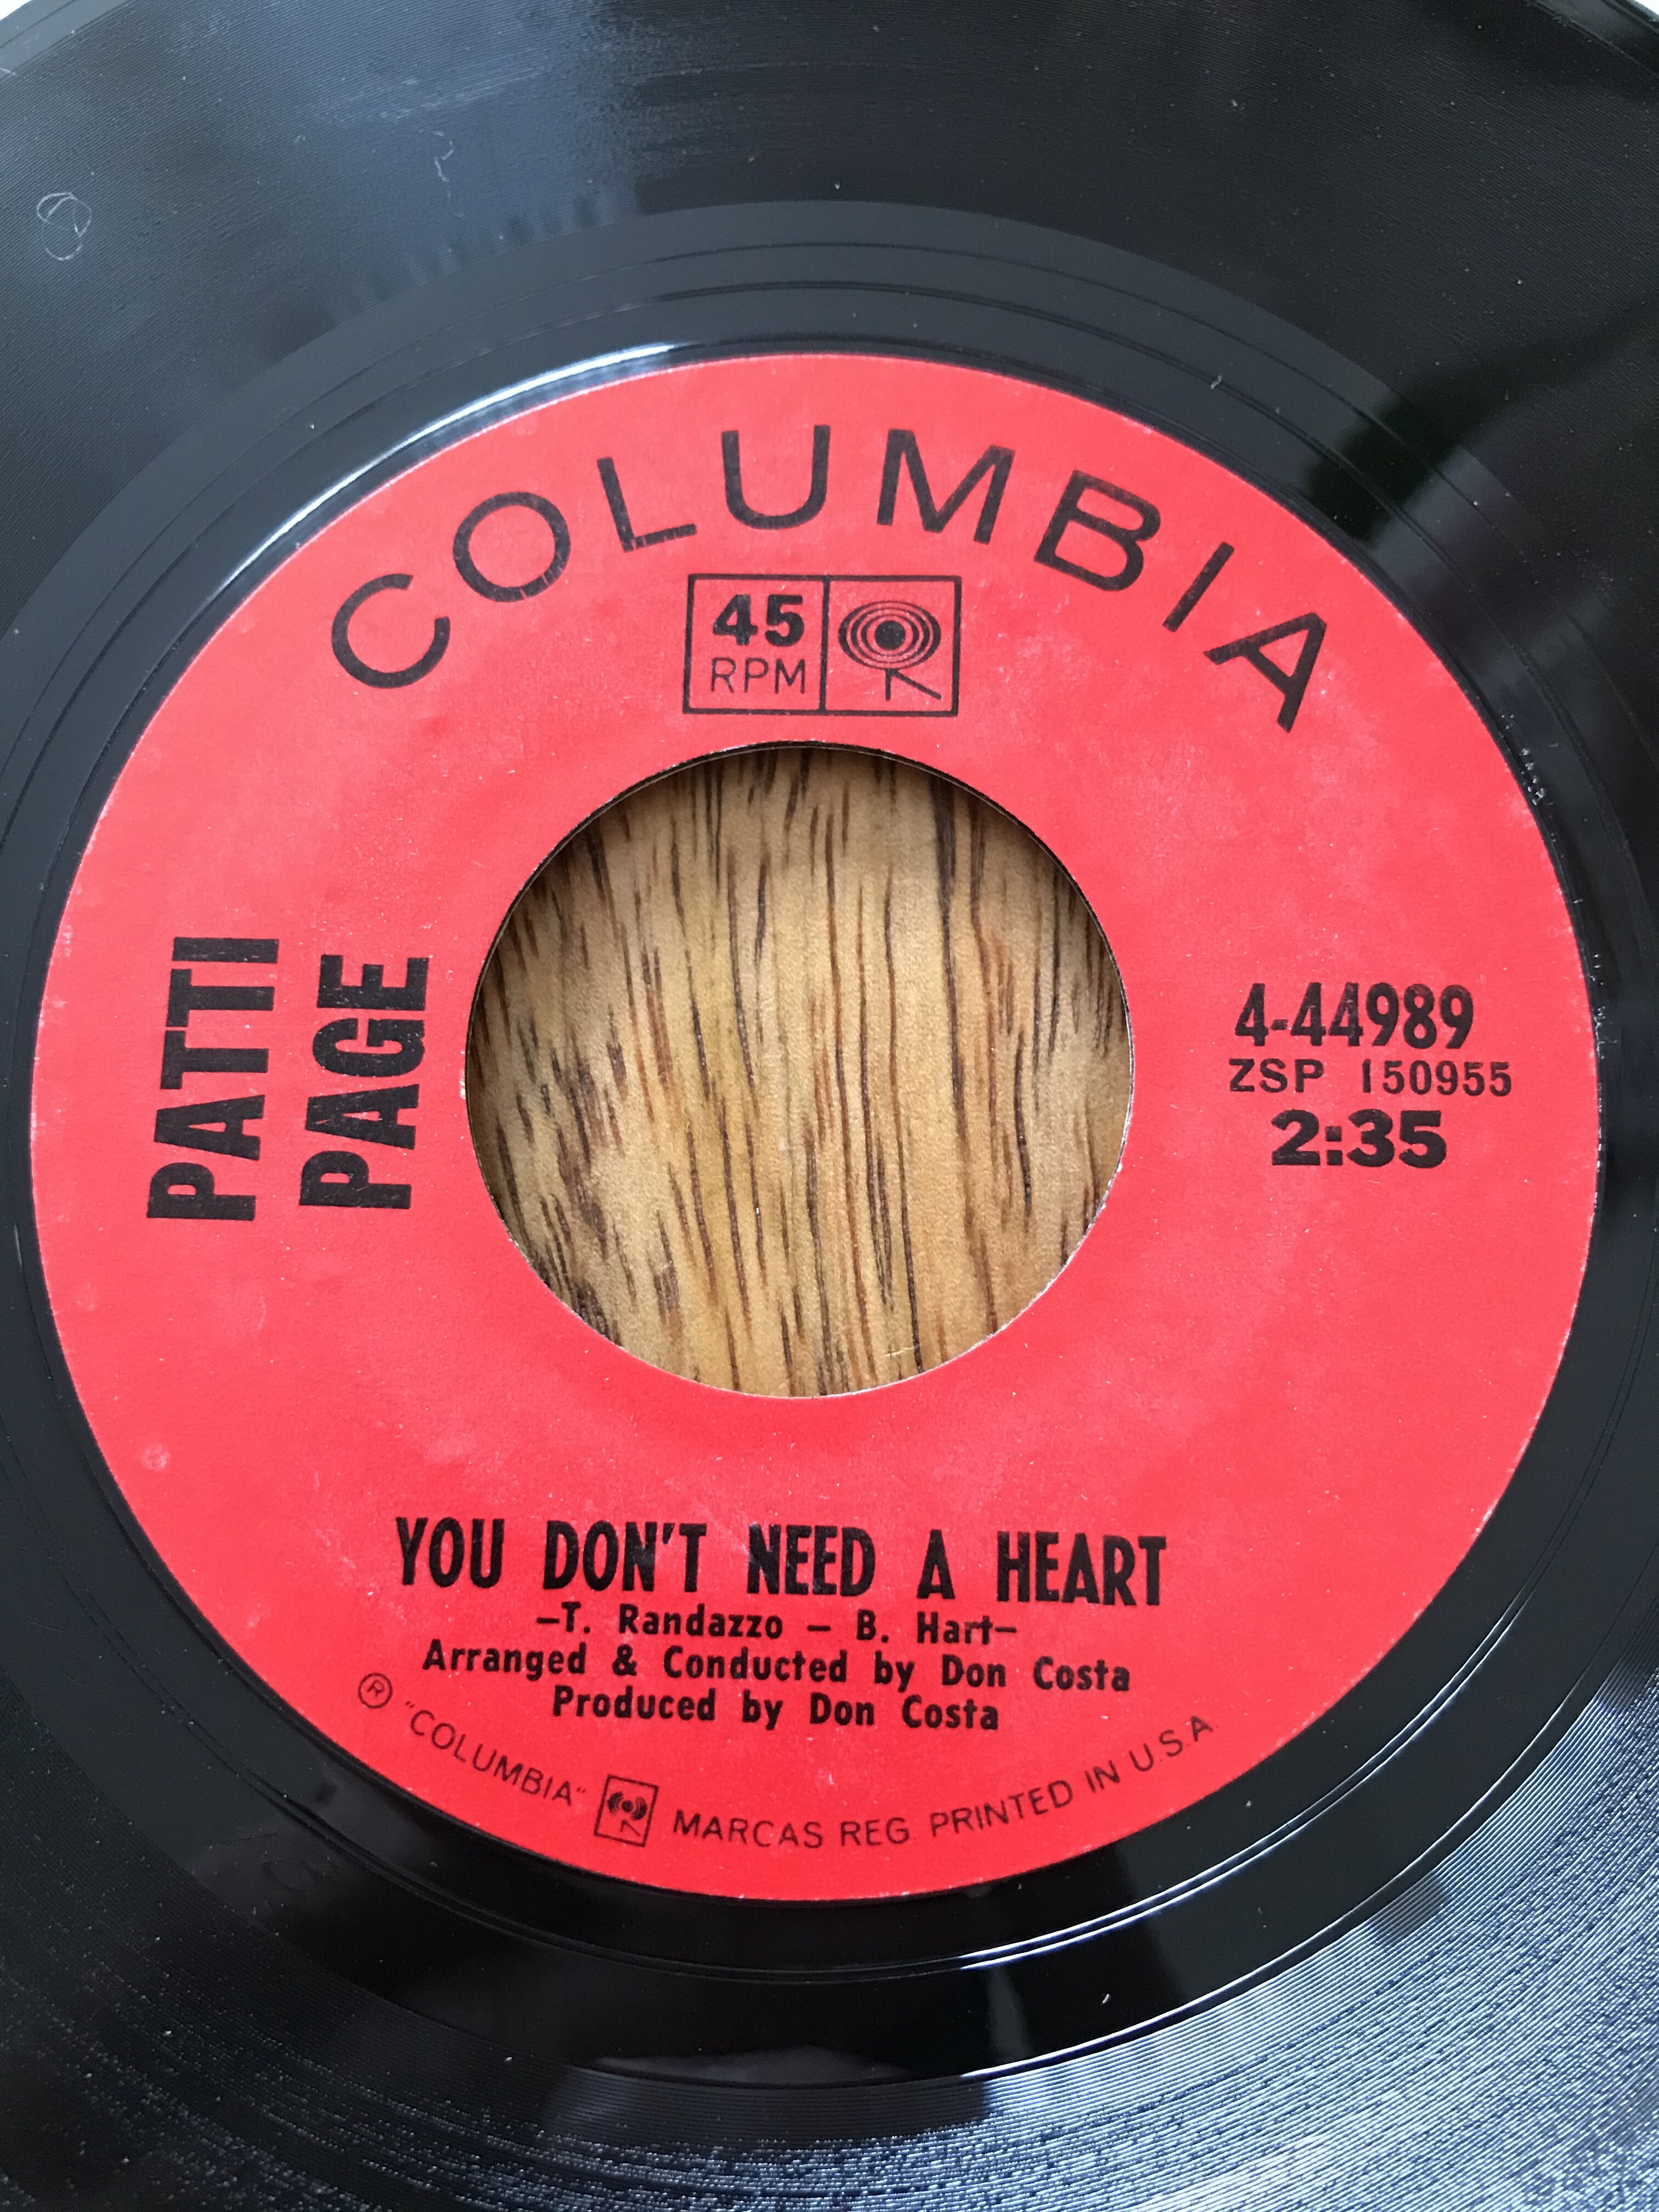 COLUMBIA
45
RPM
PATTI
PAGE
4-44989
ZSP 150955
2:35
YOU DON'T NEED A HEART
—T. Randazzo — B. Hart—
Arranged & Conducted by Don Costa
Produced by Don Costa
® "COLUMBIA" MARCAS REG. PRINTED IN U.S.A.